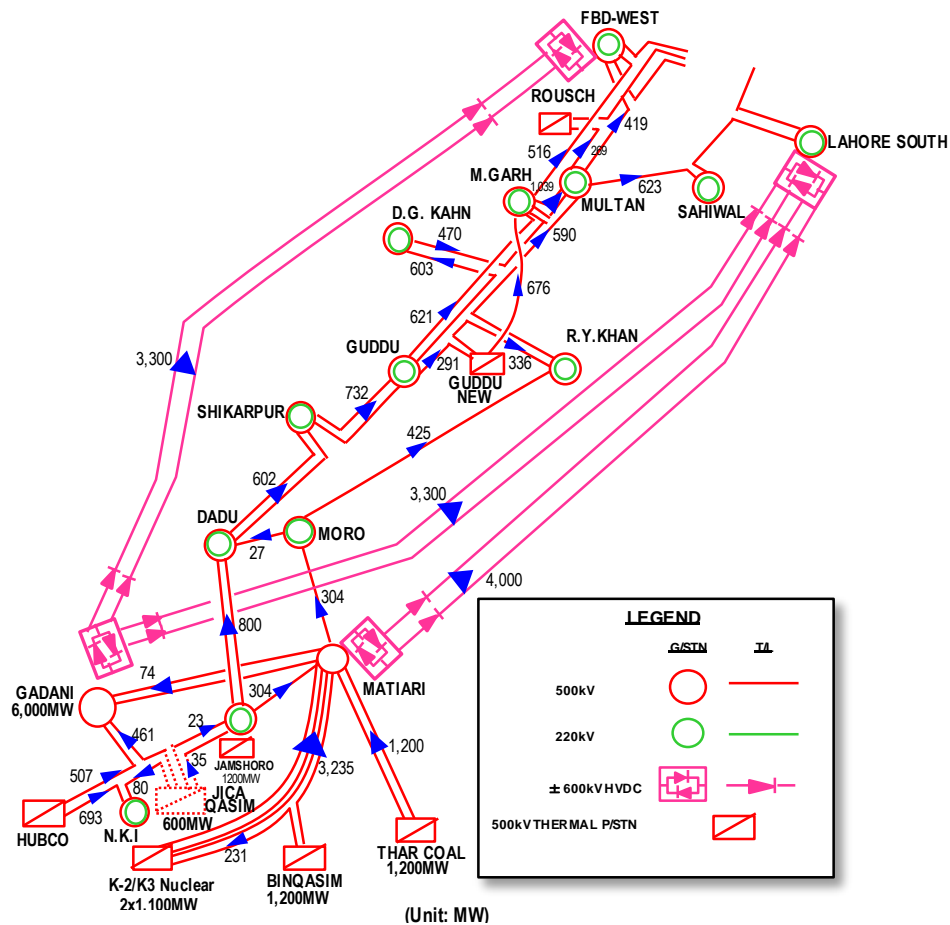 FBD-WEST
ROUSCH
419
LAHORE SOUTH
516
269
M.GARH
1,039
623
MULTAN
SAHIWAL
D.G. KAHN
470
590
603
676
621
R.Y.KHAN
3,300
GUDDU
291
336
GUDDU
NEW
732
SHIKARPUR
425
602
3,300
DADU
MORO
27
4,000
304
800
LEGEND
G/STN
T/L
500kV
220kV
±600kV HVDC
500kV THERMAL P/STN
74
MATIARI
GADANI
6,000MW
304
23
461
1,200
35
JAMSHORO
1200MW
3,235
507
80
JICA
QASIM
600MW
693
HUBCO
N.K.I
231
THAR COAL
1,200MW
K-2/K3 Nuclear
2x1,100MW
BINQASIM
1,200MW
(Unit: MW)